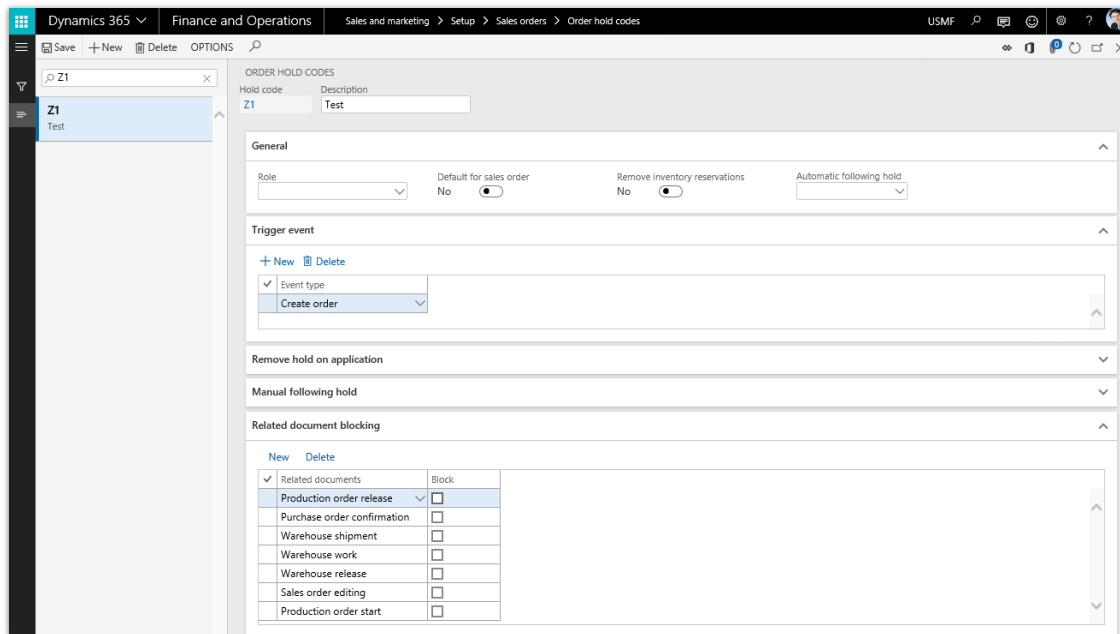 Dynamics 365 Finance and Operations Sales and marketing > Setup > Sales orders > Order hold codes USMF ?
Save + New Delete OPTIONS 0
Z1
Z1
Test
ORDER HOLD CODES
Hold code Description
Z1 Test
General
Role Default for sales order Remove inventory reservations Automatic following hold
No No
Trigger event
+ New Delete
Event type
Create order
Remove hold on application
Manual following hold
Related document blocking
New Delete
Related documents Block
Production order release
Purchase order confirmation
Warehouse shipment
Warehouse work
Warehouse release
Sales order editing
Production order start